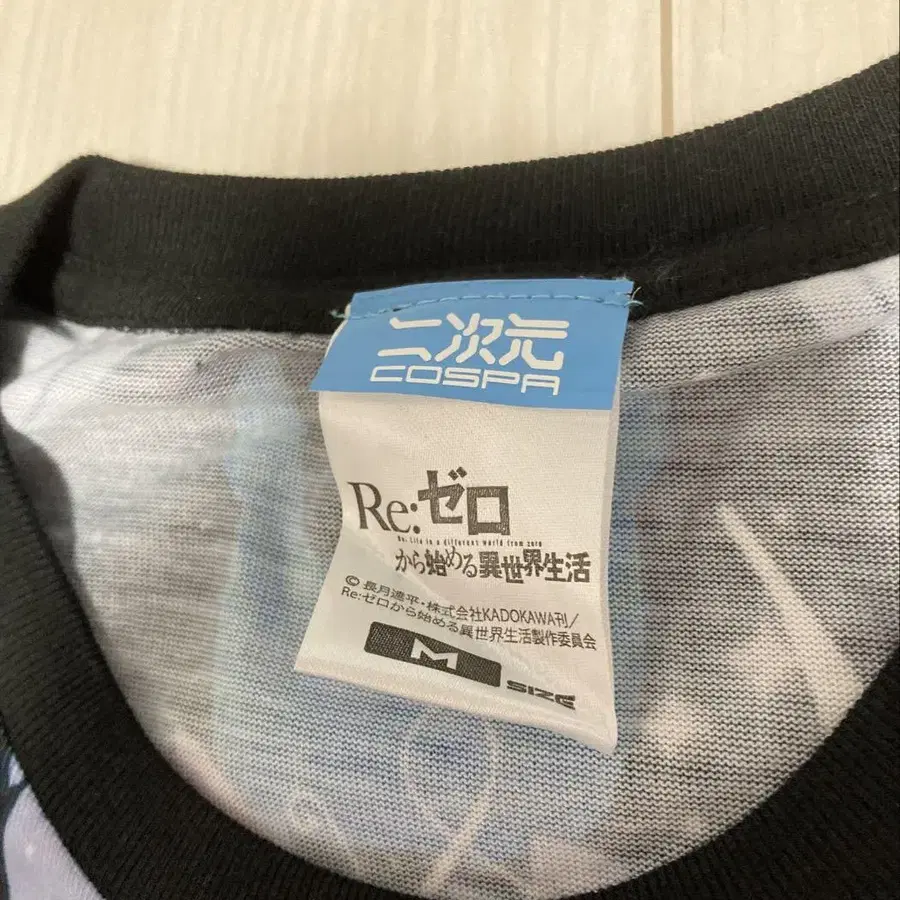 二次元
COSPA
Re:ゼロ
Re: Life in a different world from zero
から始める異世界生活
©長月達平・株式会社KADOKAWA刊/
Re:ゼロから始める異世界生活製作委員会
M SIZE